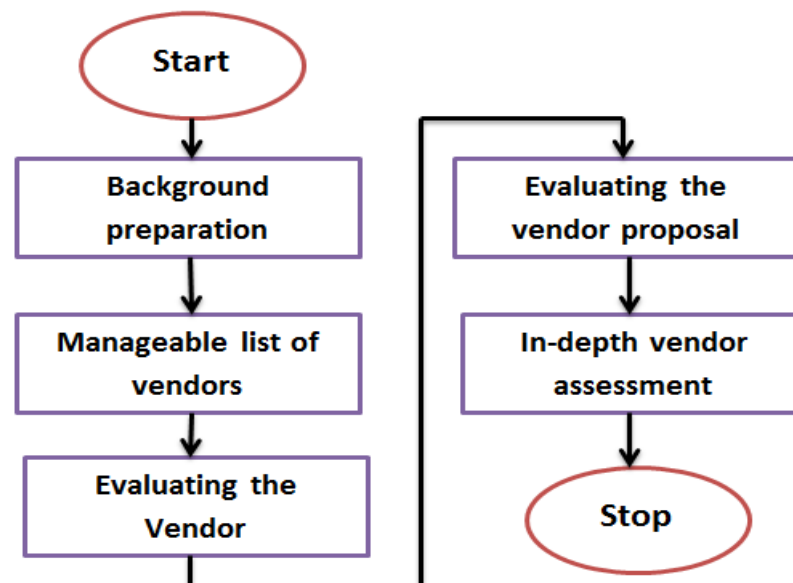 Start
Background
preparation
Manageable list of
vendors
Evaluating the
Vendor
Evaluating the
vendor proposal
In-depth vendor
assessment
Stop